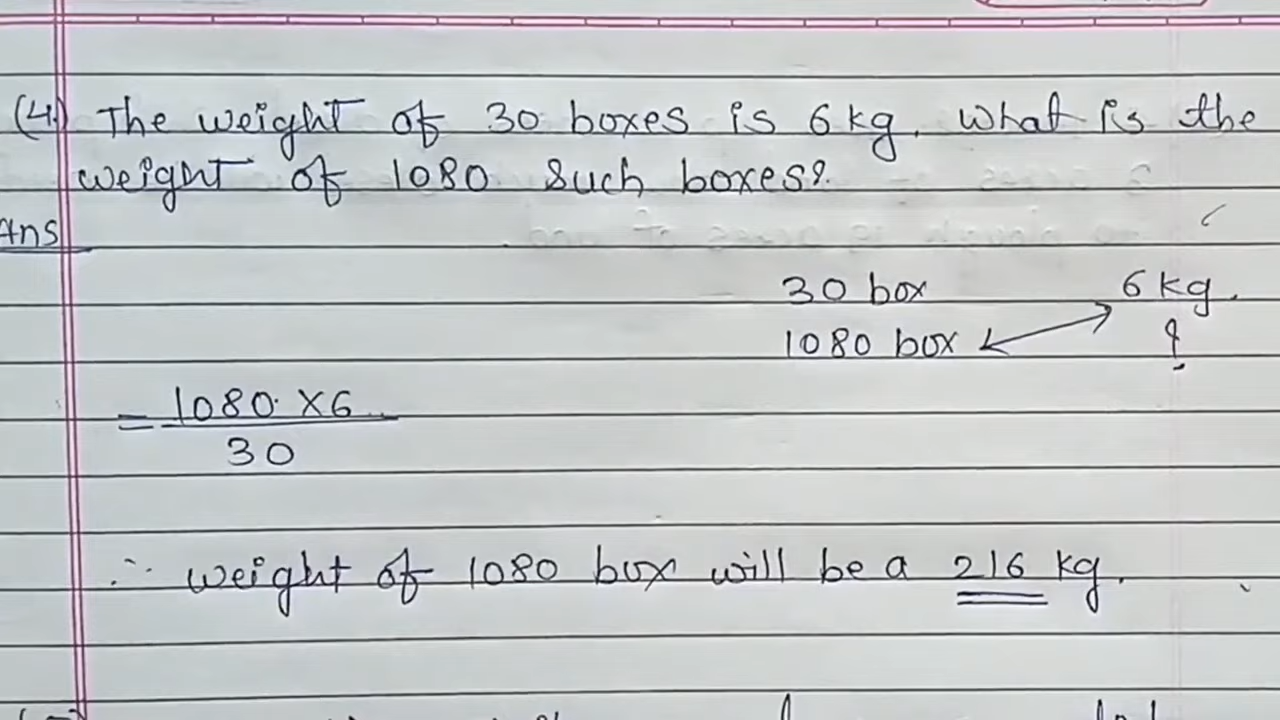 (4) The weight of 30 boxes is 6 kg. What is the
weight of 1080 such boxes?
Ans
30 box 6 kg.
1080 box ?
= 1080 × 6
30
∴ weight of 1080 box will be a 216 kg.